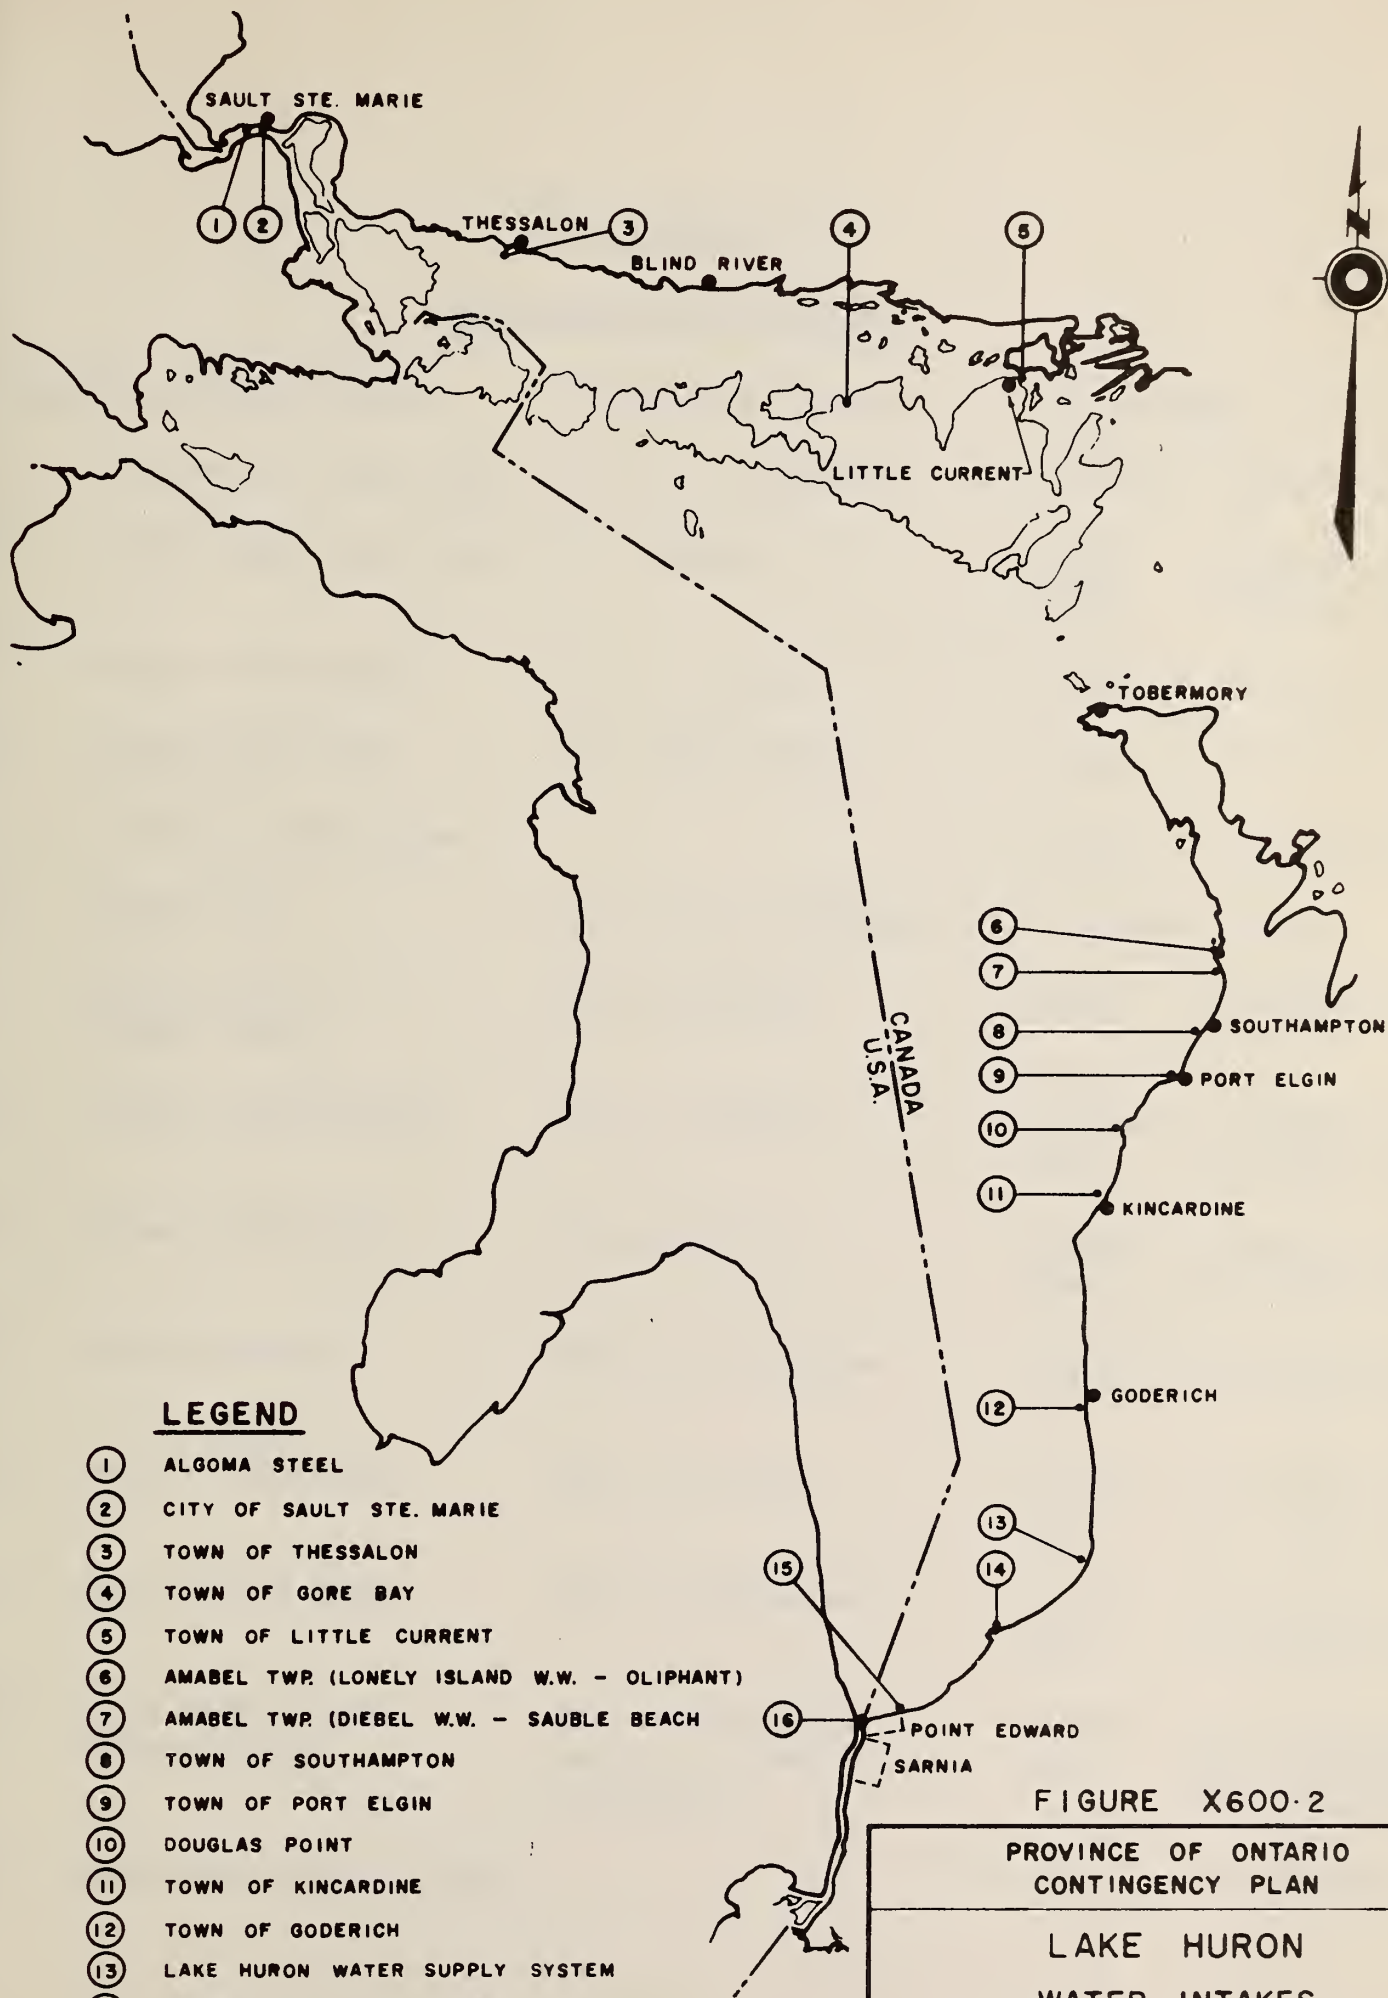 SAULT STE. MARIE
1
2
THESSALON
3
BLIND RIVER
4
5
N
LITTLE CURRENT
TOBERMORY
6
7
8
SOUTHAMPTON
9
PORT ELGIN
10
CANADA
U.S.A.
11
KINCARDINE
12
GODERICH
13
14
15
16
POINT EDWARD
SARNIA
LEGEND
1 ALGOMA STEEL
2 CITY OF SAULT STE. MARIE
3 TOWN OF THESSALON
4 TOWN OF GORE BAY
5 TOWN OF LITTLE CURRENT
6 AMABEL TWP. (LONELY ISLAND W.W. - OLIPHANT)
7 AMABEL TWP. (DIEBEL W.W. - SAUBLE BEACH
8 TOWN OF SOUTHAMPTON
9 TOWN OF PORT ELGIN
10 DOUGLAS POINT
11 TOWN OF KINCARDINE
12 TOWN OF GODERICH
13 LAKE HURON WATER SUPPLY SYSTEM
FIGURE X600·2
PROVINCE OF ONTARIO
CONTINGENCY PLAN
LAKE HURON
WATER INTAKES